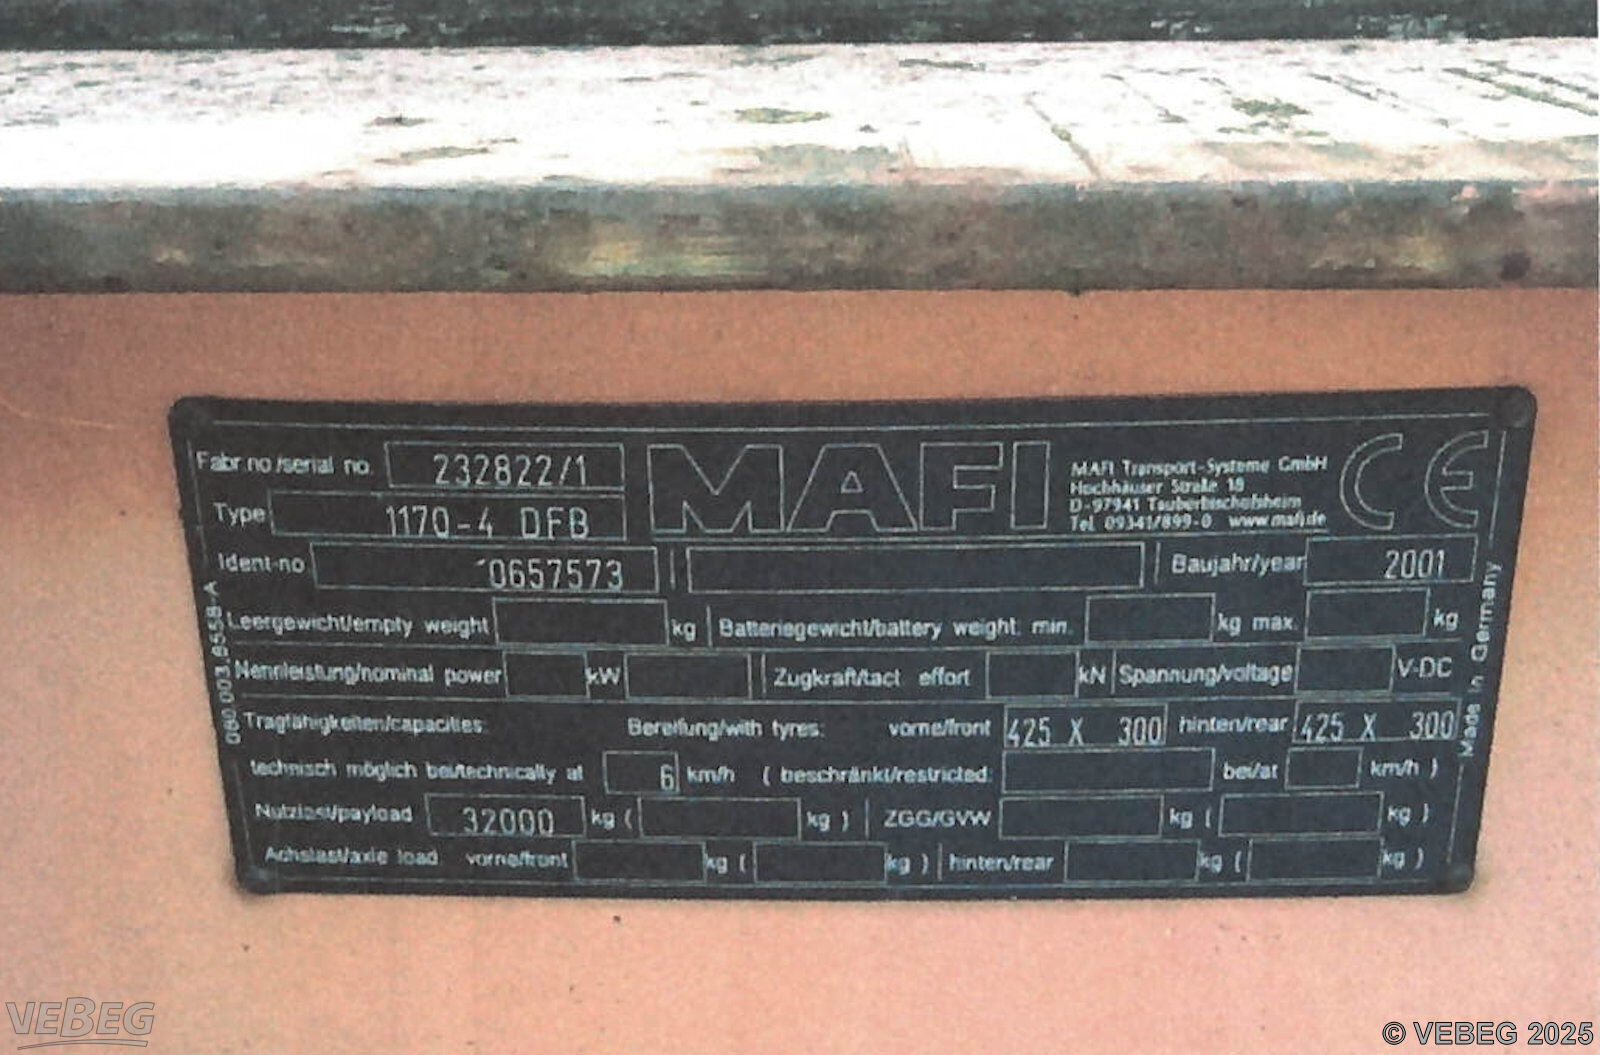 Fabr.no./serial no. 232822/1
MAFI
MAFI Transport-Systeme GmbH
Hochhäuser Straße 18
D-97941 Tauberbischofsheim
Tel. 09341/899-0 www.mafi.de
CE
Type 1170-4 DFB
Ident-no 0657573
Baujahr/year 2001
Leergewicht/empty weight kg Batteriegewicht/battery weight min. kg max. kg
Nennleistung/nominal power kW Zugkraft/tact effort kN Spannung/voltage V-DC
Tragfähigkeiten/capacities: Bereifung/with tyres: vorne/front 425 X 300 hinten/rear 425 X 300
technisch möglich bei/technically at 6 km/h ( beschränkt/restricted: bei/at km/h )
Nutzlast/payload 32000 kg ( kg ) ZGG/GVW kg ( kg )
Achslast/axle load vorne/front kg ( kg ) hinten/rear kg ( kg )
Made in Germany
VEBEG
© VEBEG 2025